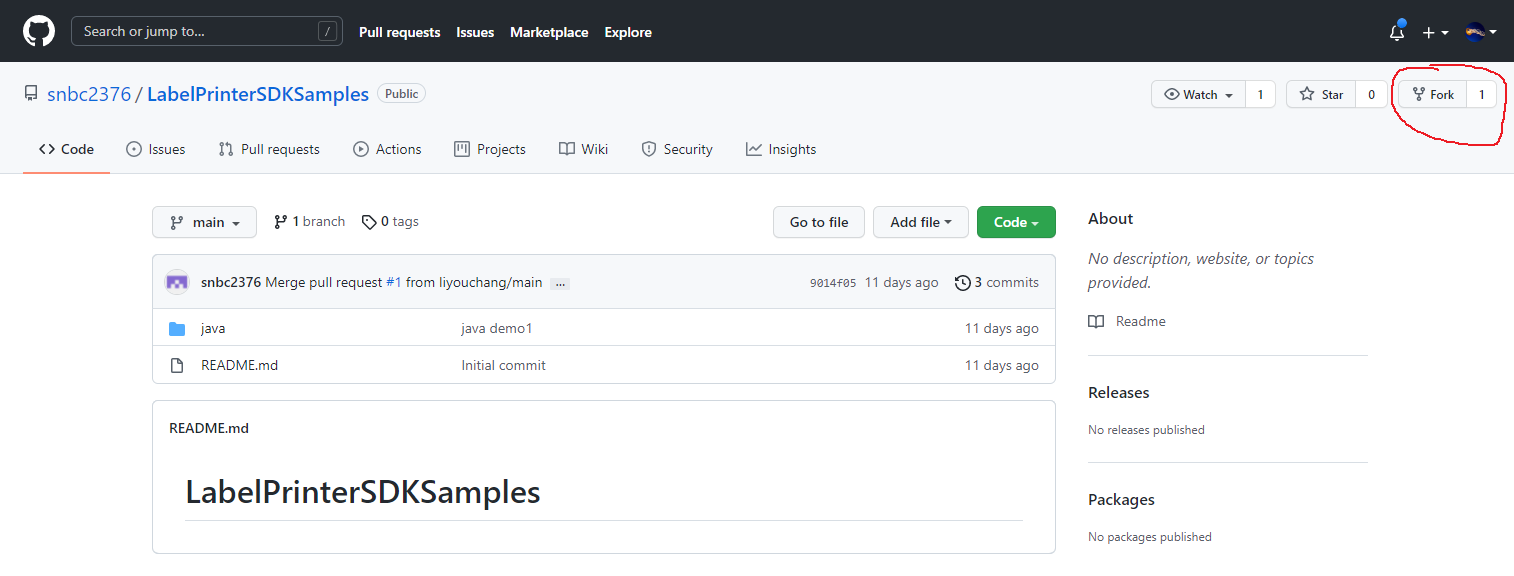 Search or jump to... / Pull requests Issues Marketplace Explore
snbc2376 / LabelPrinterSDKSamples Public Watch 1 Star 0 Fork 1
Code Issues Pull requests Actions Projects Wiki Security Insights
main 1 branch 0 tags Go to file Add file Code
snbc2376 Merge pull request #1 from liyouchang/main ... 9014f05 11 days ago 3 commits
java java demo1 11 days ago
README.md Initial commit 11 days ago
README.md
LabelPrinterSDKSamples
About
No description, website, or topics
provided.
Readme
Releases
No releases published
Packages
No packages published